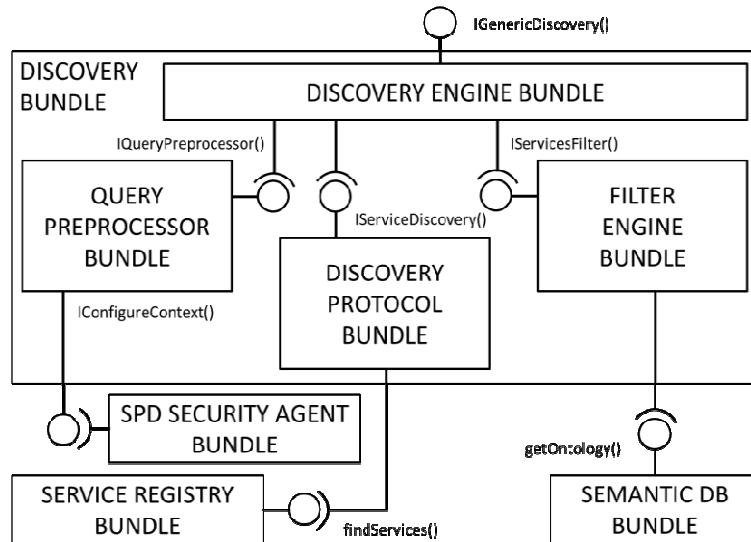 IGenericDiscovery()
DISCOVERY
BUNDLE
DISCOVERY ENGINE BUNDLE
IQueryPreprocessor()
IServicesFilter()
QUERY
PREPROCESSOR
BUNDLE
IServiceDiscovery()
FILTER
ENGINE
BUNDLE
DISCOVERY
PROTOCOL
BUNDLE
IConfigureContext()
SPD SECURITY AGENT
BUNDLE
getOntology()
SERVICE REGISTRY
BUNDLE
findServices()
SEMANTIC DB
BUNDLE